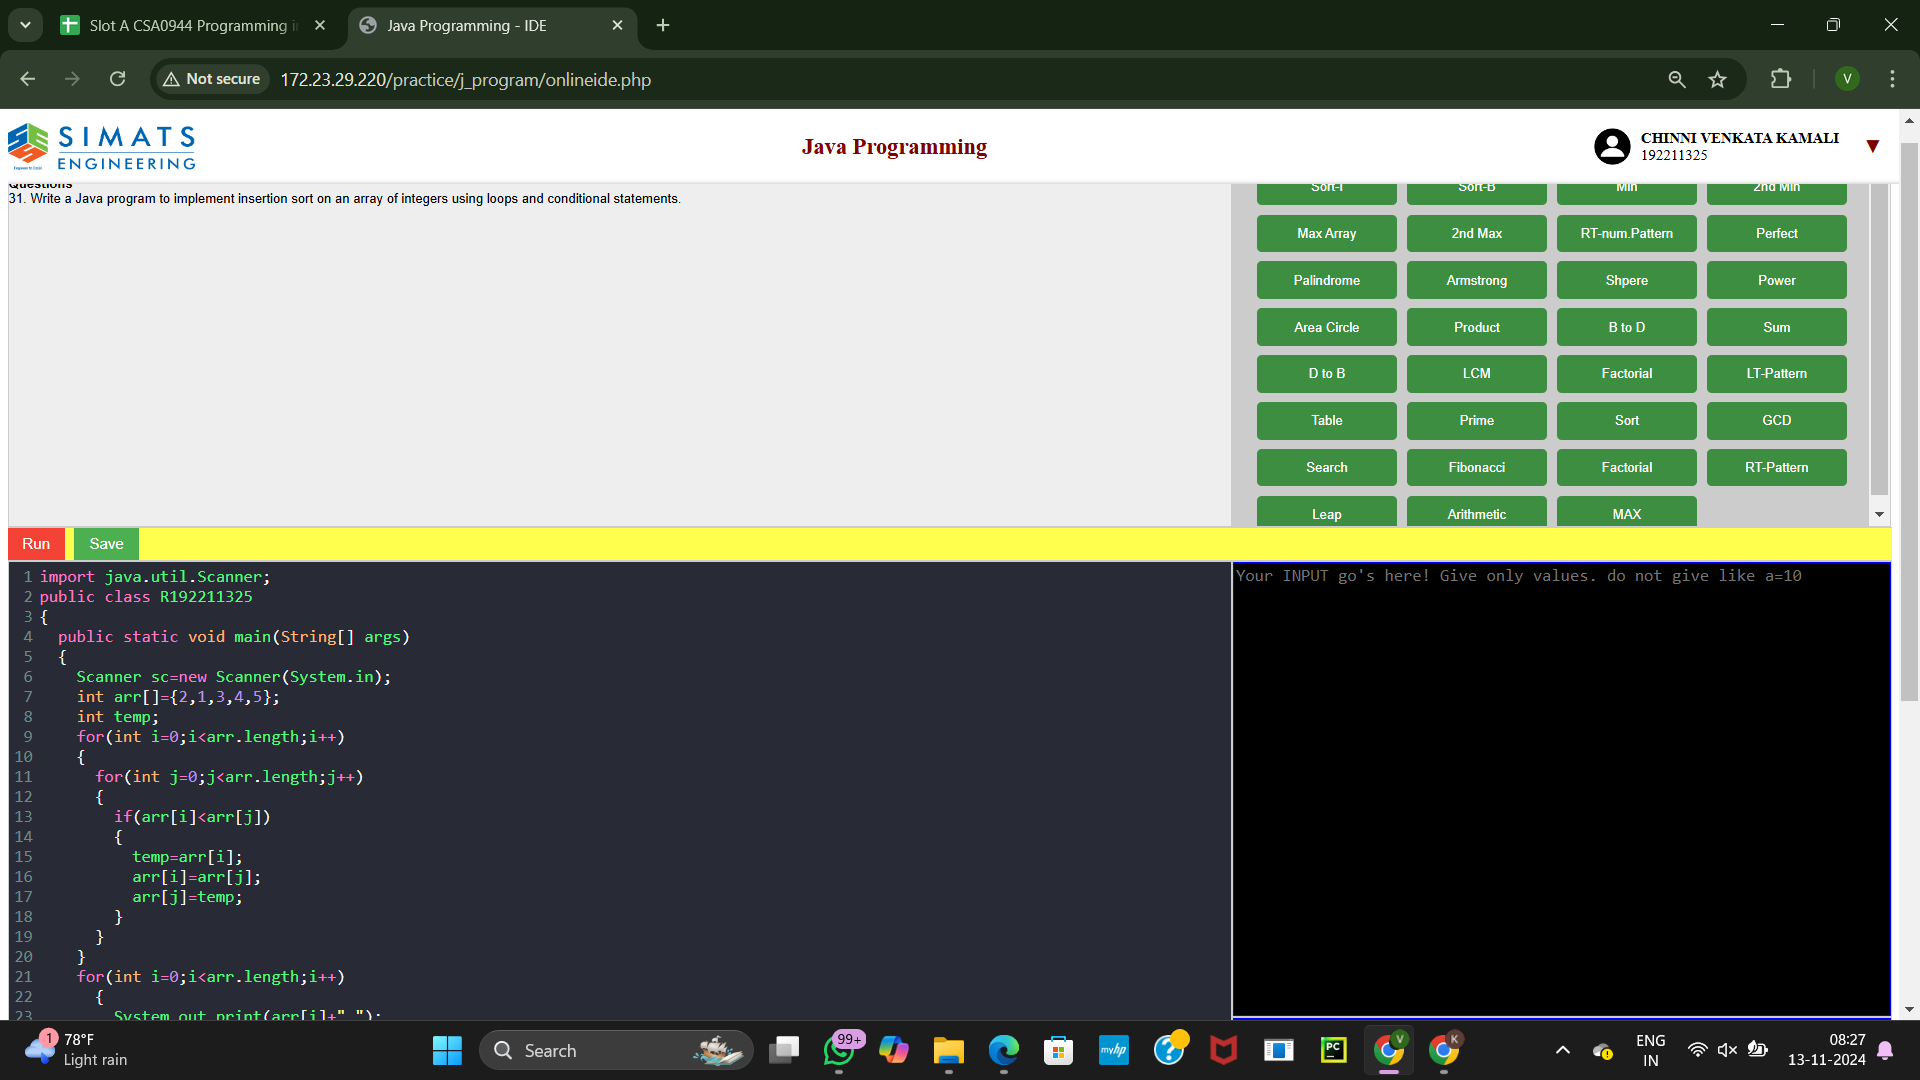 Slot A CSA0944 Programming i
Java Programming - IDE
Not secure
172.23.29.220/practice/j_program/onlineide.php
V
SIMATS
ENGINEERING
Java Programming
CHINNI VENKATA KAMALI
192211325
Questions
31. Write a Java program to implement insertion sort on an array of integers using loops and conditional statements.
Sort-I Sort-B Min 2nd Min
Max Array 2nd Max RT-num.Pattern Perfect
Palindrome Armstrong Shpere Power
Area Circle Product B to D Sum
D to B LCM Factorial LT-Pattern
Table Prime Sort GCD
Search Fibonacci Factorial RT-Pattern
Leap Arithmetic MAX
Run Save
1 import java.util.Scanner;
2 public class R192211325
3 {
4 public static void main(String[] args)
5 {
6 Scanner sc=new Scanner(System.in);
7 int arr[]={2,1,3,4,5};
8 int temp;
9 for(int i=0;i<arr.length;i++)
10 {
11 for(int j=0;j<arr.length;j++)
12 {
13 if(arr[i]<arr[j])
14 {
15 temp=arr[i];
16 arr[i]=arr[j];
17 arr[j]=temp;
18 }
19 }
20 }
21 for(int i=0;i<arr.length;i++)
22 {
23 System.out.print(arr[i]+" ");
Your INPUT go's here! Give only values. do not give like a=10
1
78°F
Light rain
Search
99+
myhp
PC
V
K
ENG
IN
08:27
13-11-2024